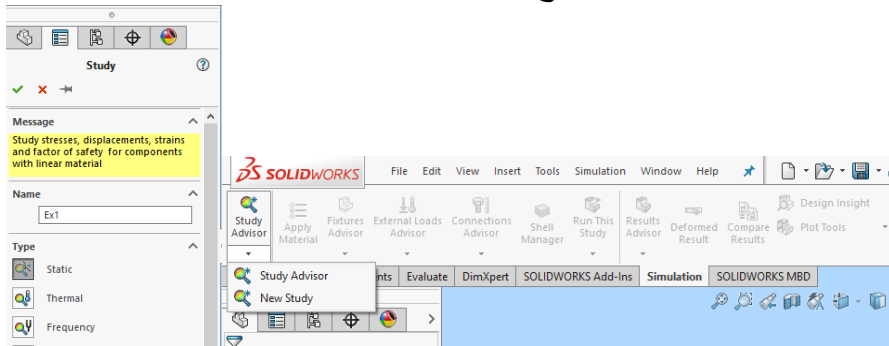 Study
Message
Study stresses, displacements, strains
and factor of safety for components
with linear material
Name
Ex1
Type
Static
Thermal
Frequency
SOLIDWORKS
File Edit View Insert Tools Simulation Window Help
Study
Advisor
Apply
Material
Fixtures
Advisor
External Loads
Advisor
Connections
Advisor
Shell
Manager
Run This
Study
Results
Advisor
Deformed
Result
Compare
Results
Design Insight
Plot Tools
Study Advisor
New Study
nts Evaluate DimXpert SOLIDWORKS Add-Ins Simulation SOLIDWORKS MBD